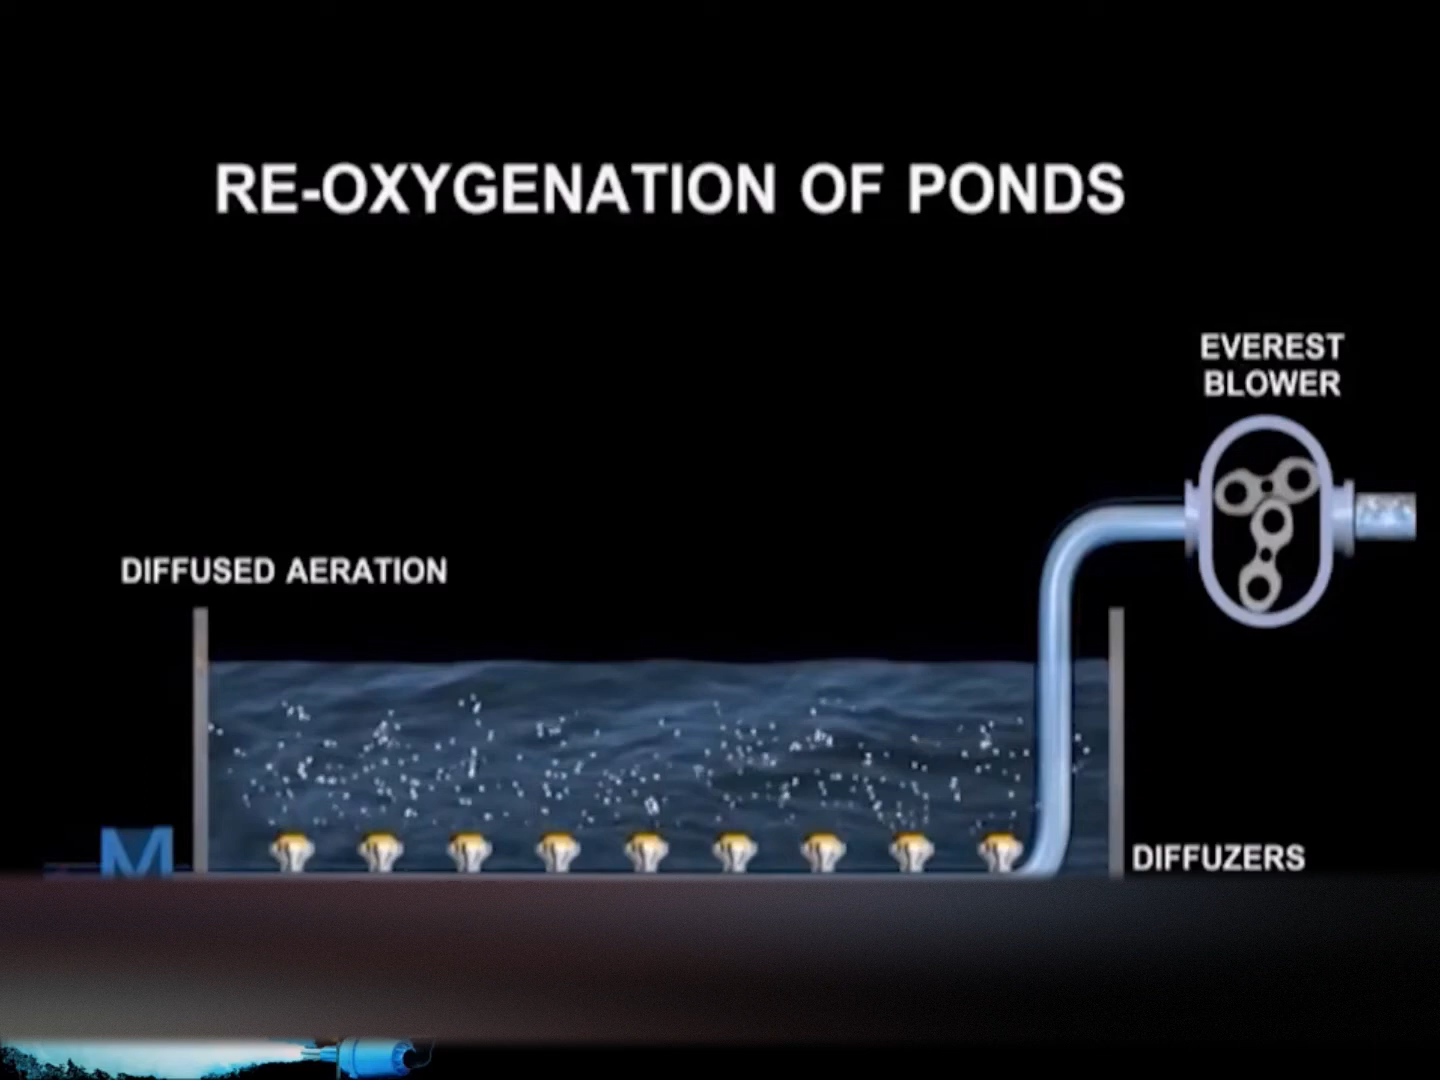 RE-OXYGENATION OF PONDS
EVEREST
BLOWER
DIFFUSED AERATION
M
DIFFUZERS